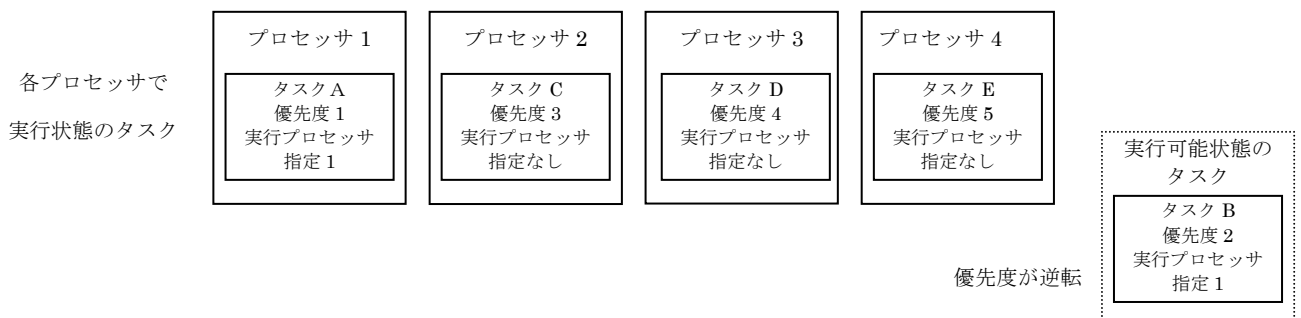 プロセッサ 1
プロセッサ 2
プロセッサ 3
プロセッサ 4
各プロセッサで
実行状態のタスク
タスク A
優先度 1
実行プロセッサ
指定 1
タスク C
優先度 3
実行プロセッサ
指定なし
タスク D
優先度 4
実行プロセッサ
指定なし
タスク E
優先度 5
実行プロセッサ
指定なし
実行可能状態の
タスク
タスク B
優先度 2
実行プロセッサ
指定 1
優先度が逆転